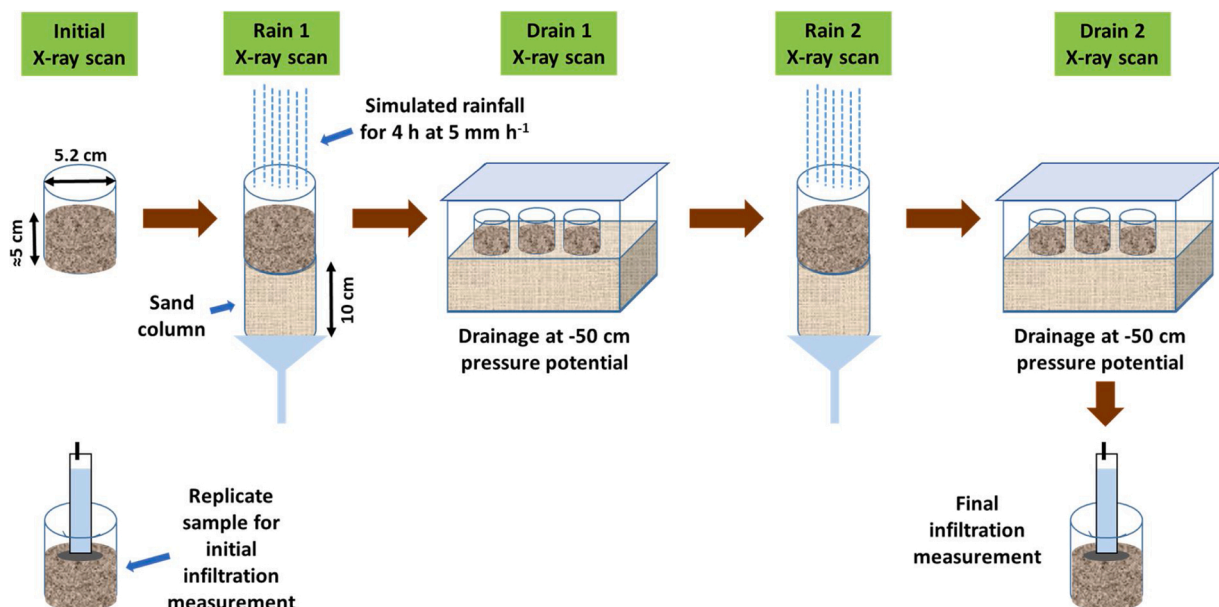 Initial
X-ray scan
Rain 1
X-ray scan
Drain 1
X-ray scan
Rain 2
X-ray scan
Drain 2
X-ray scan
Simulated rainfall
for 4 h at 5 mm h⁻¹
5.2 cm
≈5 cm
Sand
column
10 cm
Drainage at -50 cm
pressure potential
Drainage at -50 cm
pressure potential
Replicate
sample for
initial
infiltration
measurement
Final
infiltration
measurement